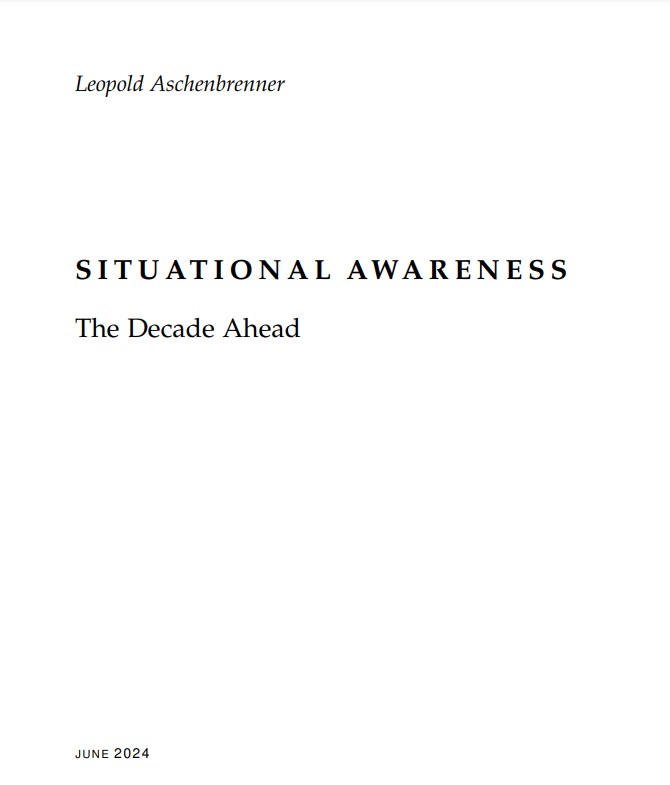 Leopold Aschenbrenner
SITUATIONAL AWARENESS
The Decade Ahead
JUNE 2024